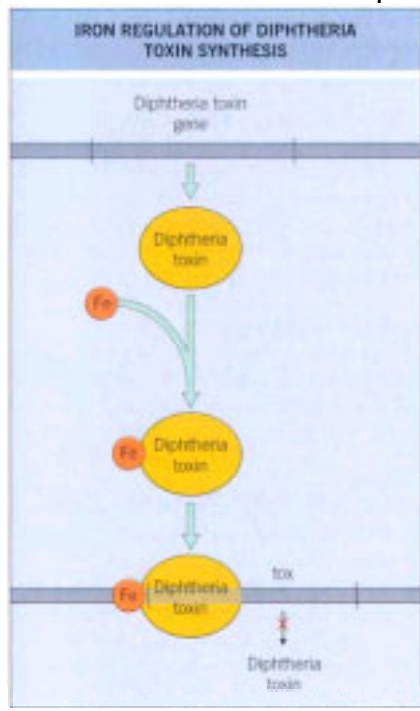 IRON REGULATION OF DIPHTHERIA
TOXIN SYNTHESIS
Diphtheria toxin
gene
Diphtheria
toxin
Fe
Fe
Diphtheria
toxin
Fe
Diphtheria
toxin
tox
Diphtheria
toxin